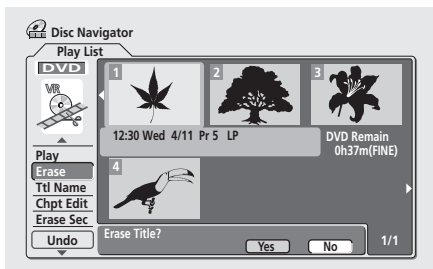 Disc Navigator
Play List
DVD
VR
1
2
3
12:30 Wed 4/11 Pr 5 LP
DVD Remain
0h37m(FINE)
4
Play
Erase
Ttl Name
Chpt Edit
Erase Sec
Undo
Erase Title?
Yes
No
1/1